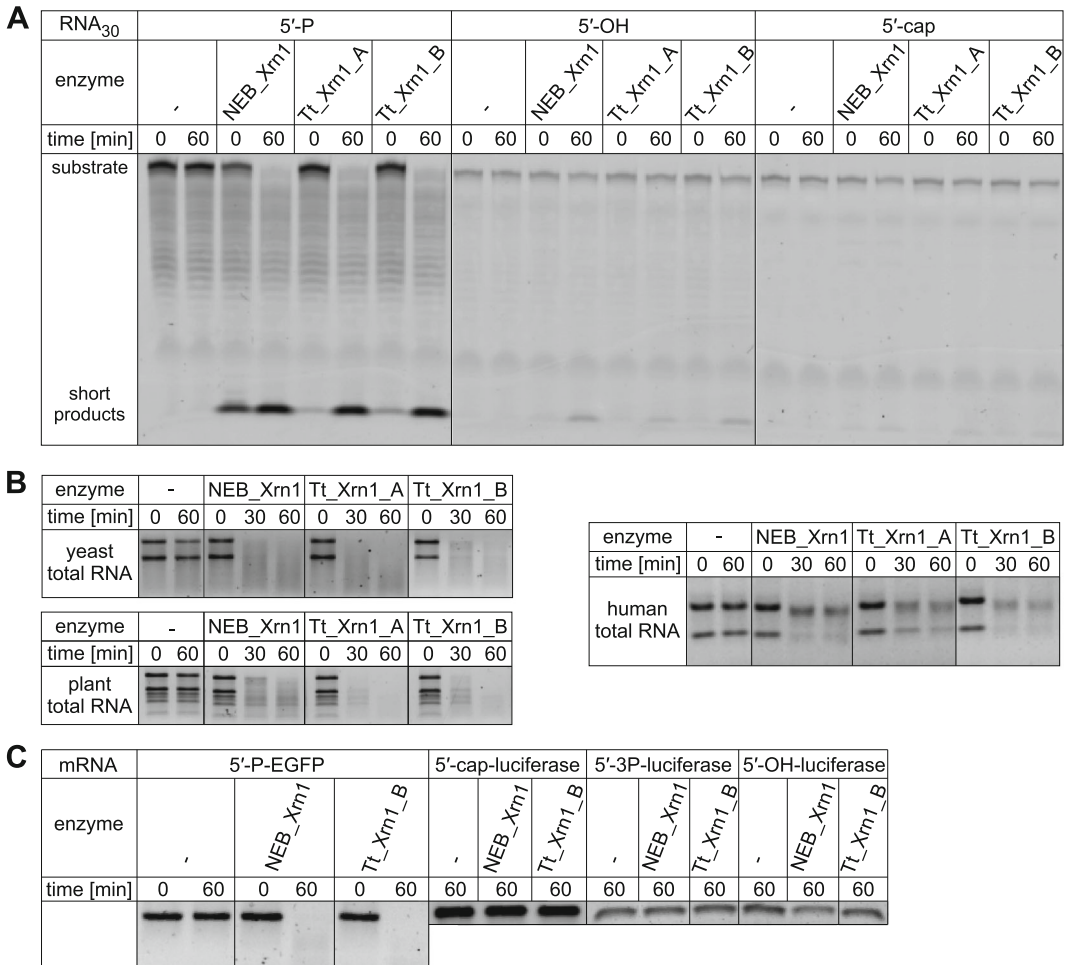 A
RNA30 5′-P 5′-OH 5′-cap
enzyme - NEB_Xrn1 Tt_Xrn1_A Tt_Xrn1_B - NEB_Xrn1 Tt_Xrn1_A Tt_Xrn1_B - NEB_Xrn1 Tt_Xrn1_A Tt_Xrn1_B
time [min] 0 60 0 60 0 60 0 60 0 60 0 60 0 60 0 60 0 60 0 60 0 60 0 60
substrate
short
products
B
enzyme - NEB_Xrn1 Tt_Xrn1_A Tt_Xrn1_B
time [min] 0 60 0 30 60 0 30 60 0 30 60
yeast
total RNA
enzyme - NEB_Xrn1 Tt_Xrn1_A Tt_Xrn1_B
time [min] 0 60 0 30 60 0 30 60 0 30 60
plant
total RNA
enzyme - NEB_Xrn1 Tt_Xrn1_A Tt_Xrn1_B
time [min] 0 60 0 30 60 0 30 60 0 30 60
human
total RNA
C
mRNA 5′-P-EGFP 5′-cap-luciferase 5′-3P-luciferase 5′-OH-luciferase
enzyme - NEB_Xrn1 Tt_Xrn1_B - NEB_Xrn1 Tt_Xrn1_B - NEB_Xrn1 Tt_Xrn1_B - NEB_Xrn1 Tt_Xrn1_B
time [min] 0 60 0 60 0 60 60 60 60 60 60 60 60 60 60